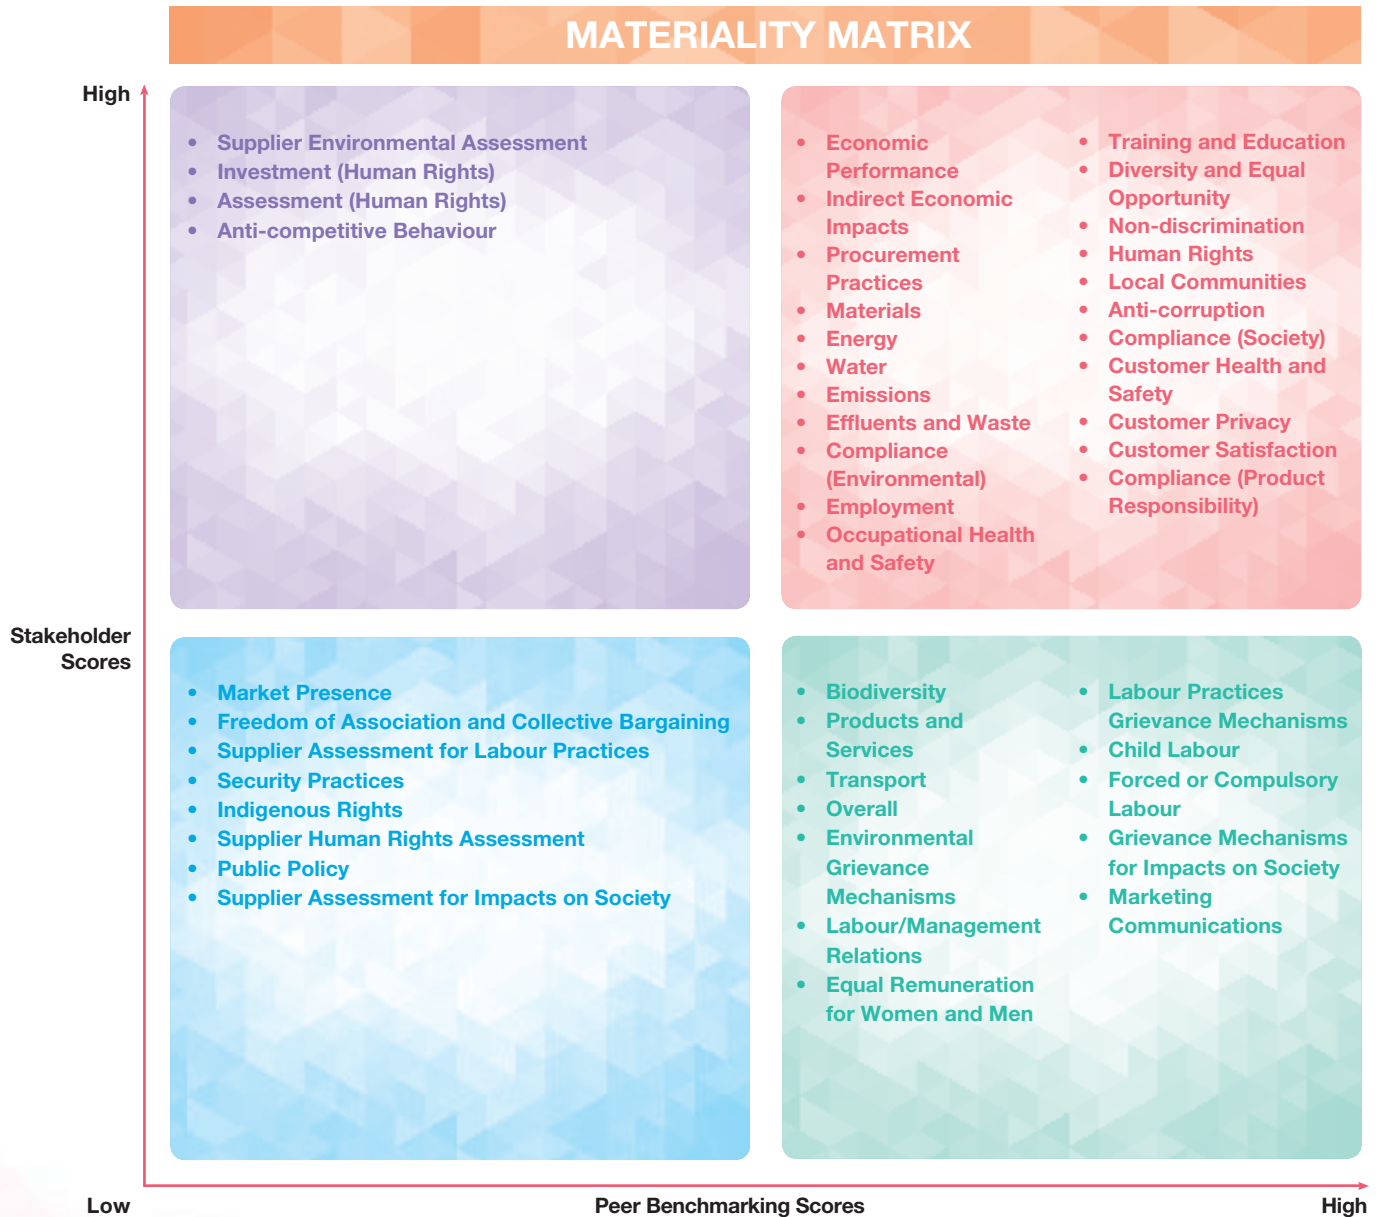 MATERIALITY MATRIX
High
• Supplier Environmental Assessment
• Investment (Human Rights)
• Assessment (Human Rights)
• Anti-competitive Behaviour
• Economic
Performance
• Indirect Economic
Impacts
• Procurement
Practices
• Materials
• Energy
• Water
• Emissions
• Effluents and Waste
• Compliance
(Environmental)
• Employment
• Occupational Health
and Safety
• Training and Education
• Diversity and Equal
Opportunity
• Non-discrimination
• Human Rights
• Local Communities
• Anti-corruption
• Compliance (Society)
• Customer Health and
Safety
• Customer Privacy
• Customer Satisfaction
• Compliance (Product
Responsibility)
Stakeholder
Scores
• Market Presence
• Freedom of Association and Collective Bargaining
• Supplier Assessment for Labour Practices
• Security Practices
• Indigenous Rights
• Supplier Human Rights Assessment
• Public Policy
• Supplier Assessment for Impacts on Society
• Biodiversity
• Products and
Services
• Transport
• Overall
• Environmental
Grievance
Mechanisms
• Labour/Management
Relations
• Equal Remuneration
for Women and Men
• Labour Practices
Grievance Mechanisms
• Child Labour
• Forced or Compulsory
Labour
• Grievance Mechanisms
for Impacts on Society
• Marketing
Communications
Low
Peer Benchmarking Scores
High